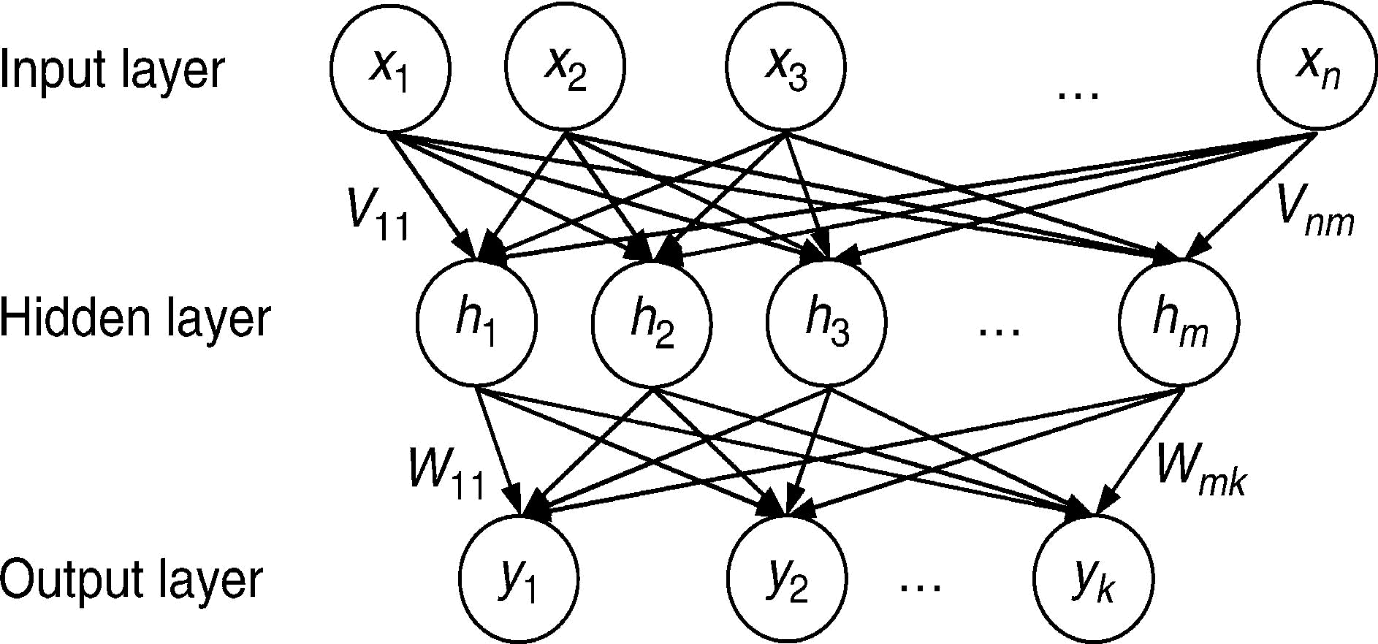 Input layer x1 x2 x3 ... xn
V11 Vnm
Hidden layer h1 h2 h3 ... hm
W11 Wmk
Output layer y1 y2 ... yk